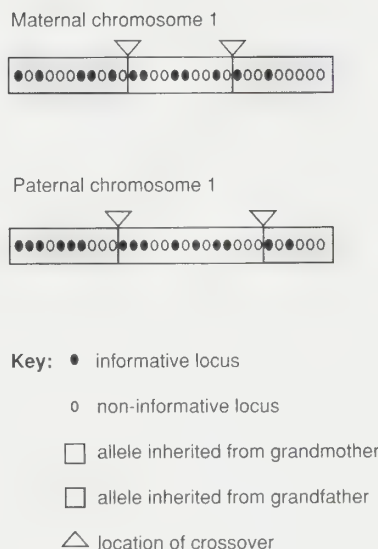 Maternal chromosome 1
Paternal chromosome 1
Key: informative locus
non-informative locus
allele inherited from grandmother
allele inherited from grandfather
location of crossover